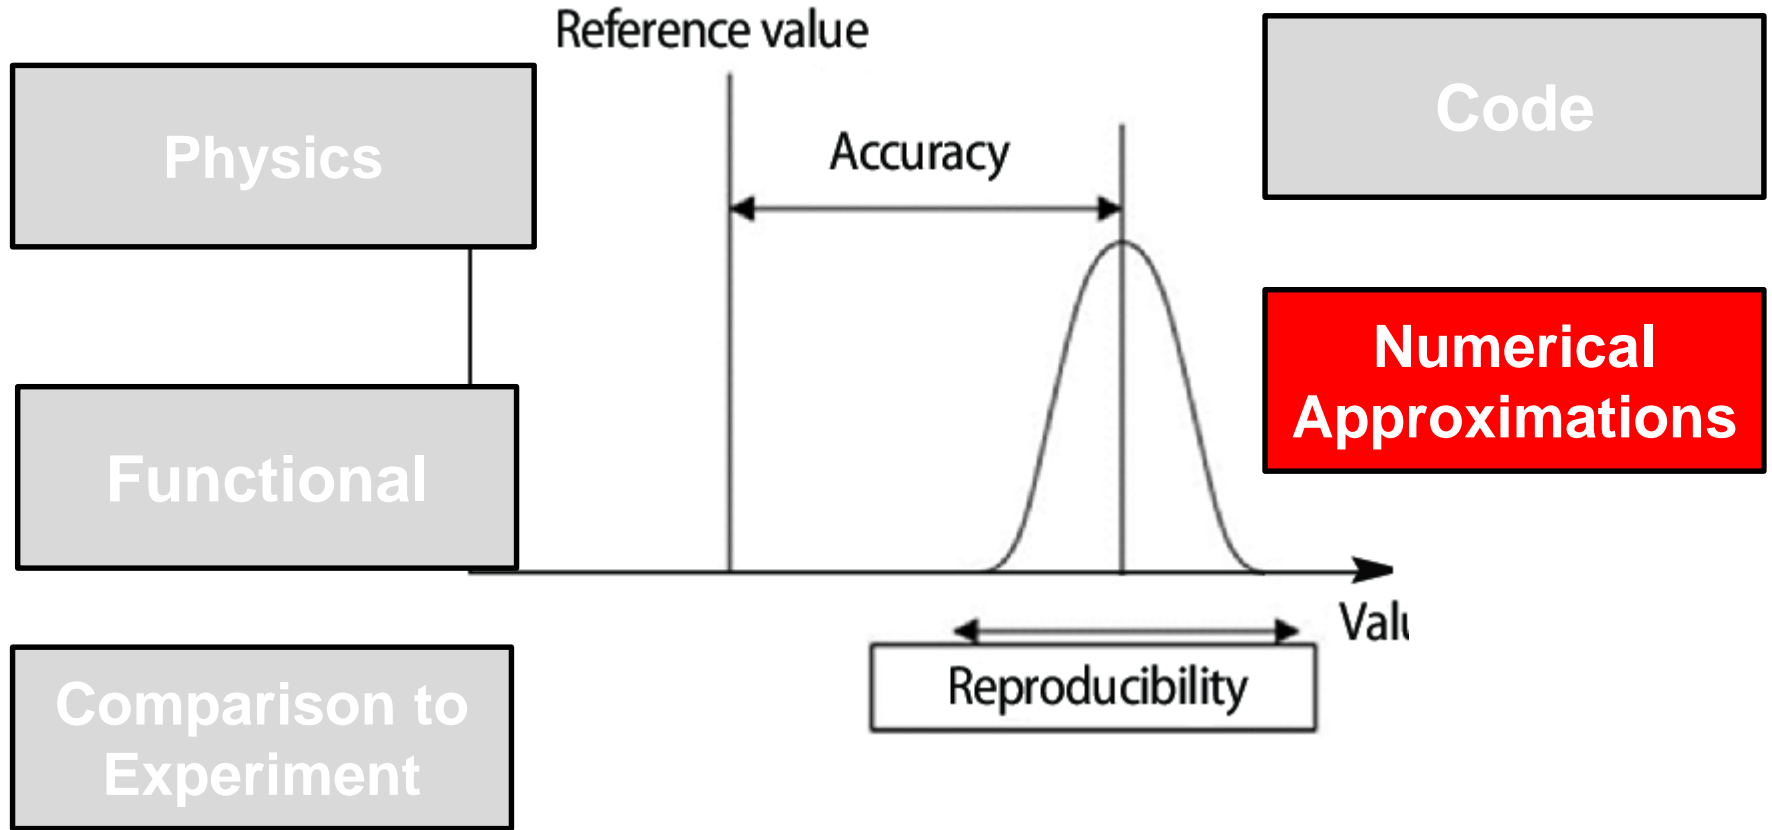 Reference value
Physics
Code
Accuracy
Numerical
Approximations
Functional
Reproducibility
Comparison to
Experiment